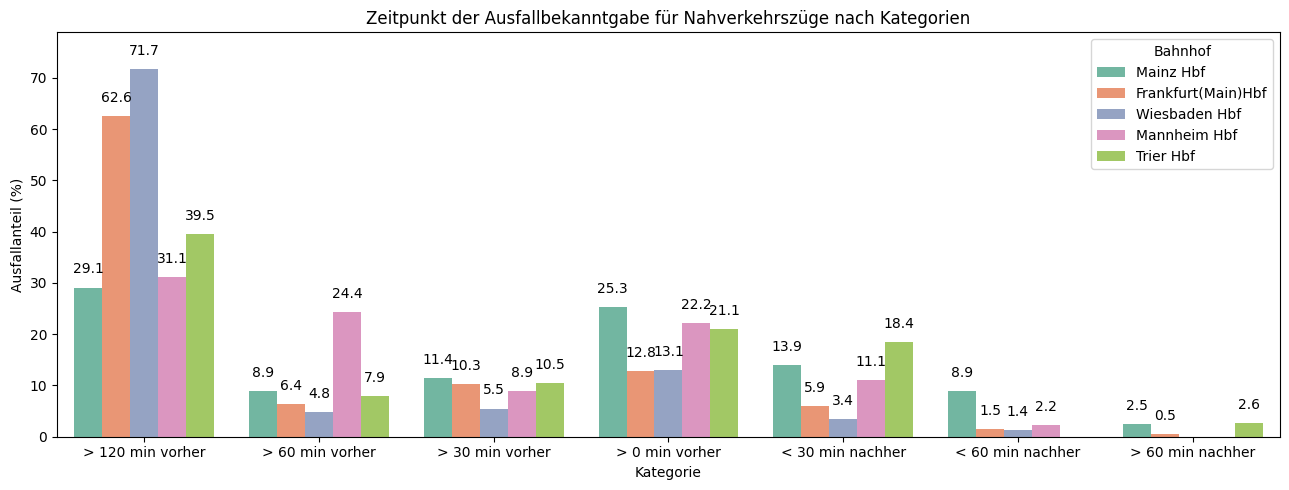 Zeitpunkt der Ausfallbekanntgabe für Nahverkehrszüge nach Kategorien
Ausfallanteil (%)
70
60
50
40
30
20
10
0
Bahnhof
Mainz Hbf
Frankfurt(Main)Hbf
Wiesbaden Hbf
Mannheim Hbf
Trier Hbf
29.1
62.6
71.7
31.1
39.5
8.9
6.4
4.8
24.4
7.9
11.4
10.3
5.5
8.9
10.5
25.3
12.8
13.1
22.2
21.1
13.9
5.9
3.4
11.1
18.4
8.9
1.5
1.4
2.2
2.5
0.5
2.6
> 120 min vorher
> 60 min vorher
> 30 min vorher
> 0 min vorher
< 30 min nachher
< 60 min nachher
> 60 min nachher
Kategorie